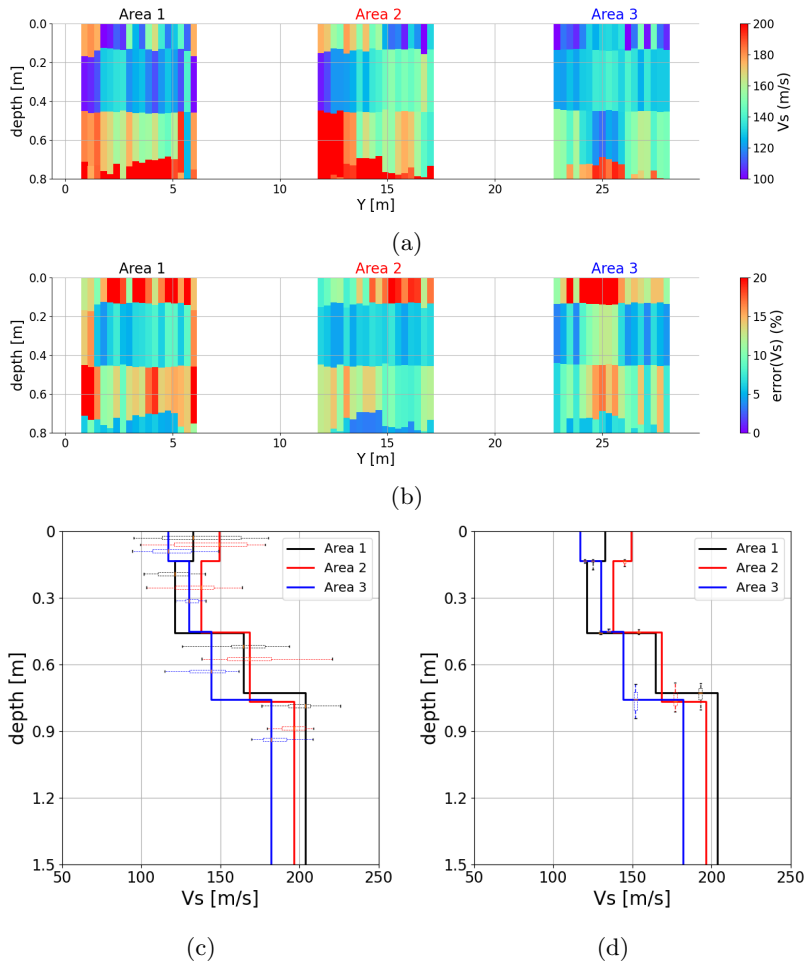 Area 1 Area 2 Area 3
0.0
0.2
0.4
0.6
0.8
depth [m]
0 5 10 15 20 25
Y [m]
200
180
160
140
120
100
Vs (m/s)
(a)
Area 1 Area 2 Area 3
0.0
0.2
0.4
0.6
0.8
depth [m]
0 5 10 15 20 25
Y [m]
20
15
10
5
0
error(Vs) (%)
(b)
0
0.3
0.6
0.9
1.2
1.5
depth [m]
50 100 150 200 250
Vs [m/s]
Area 1
Area 2
Area 3
(c)
0
0.3
0.6
0.9
1.2
1.5
depth [m]
50 100 150 200 250
Vs [m/s]
Area 1
Area 2
Area 3
(d)